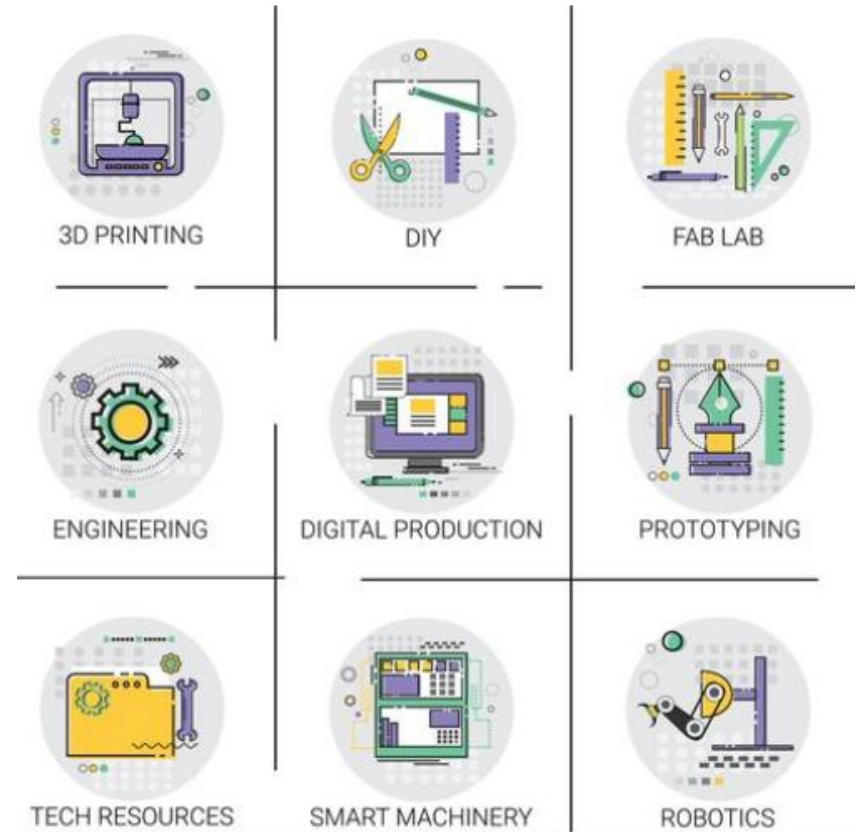 3D PRINTING
DIY
FAB LAB
ENGINEERING
DIGITAL PRODUCTION
PROTOTYPING
TECH RESOURCES
SMART MACHINERY
ROBOTICS